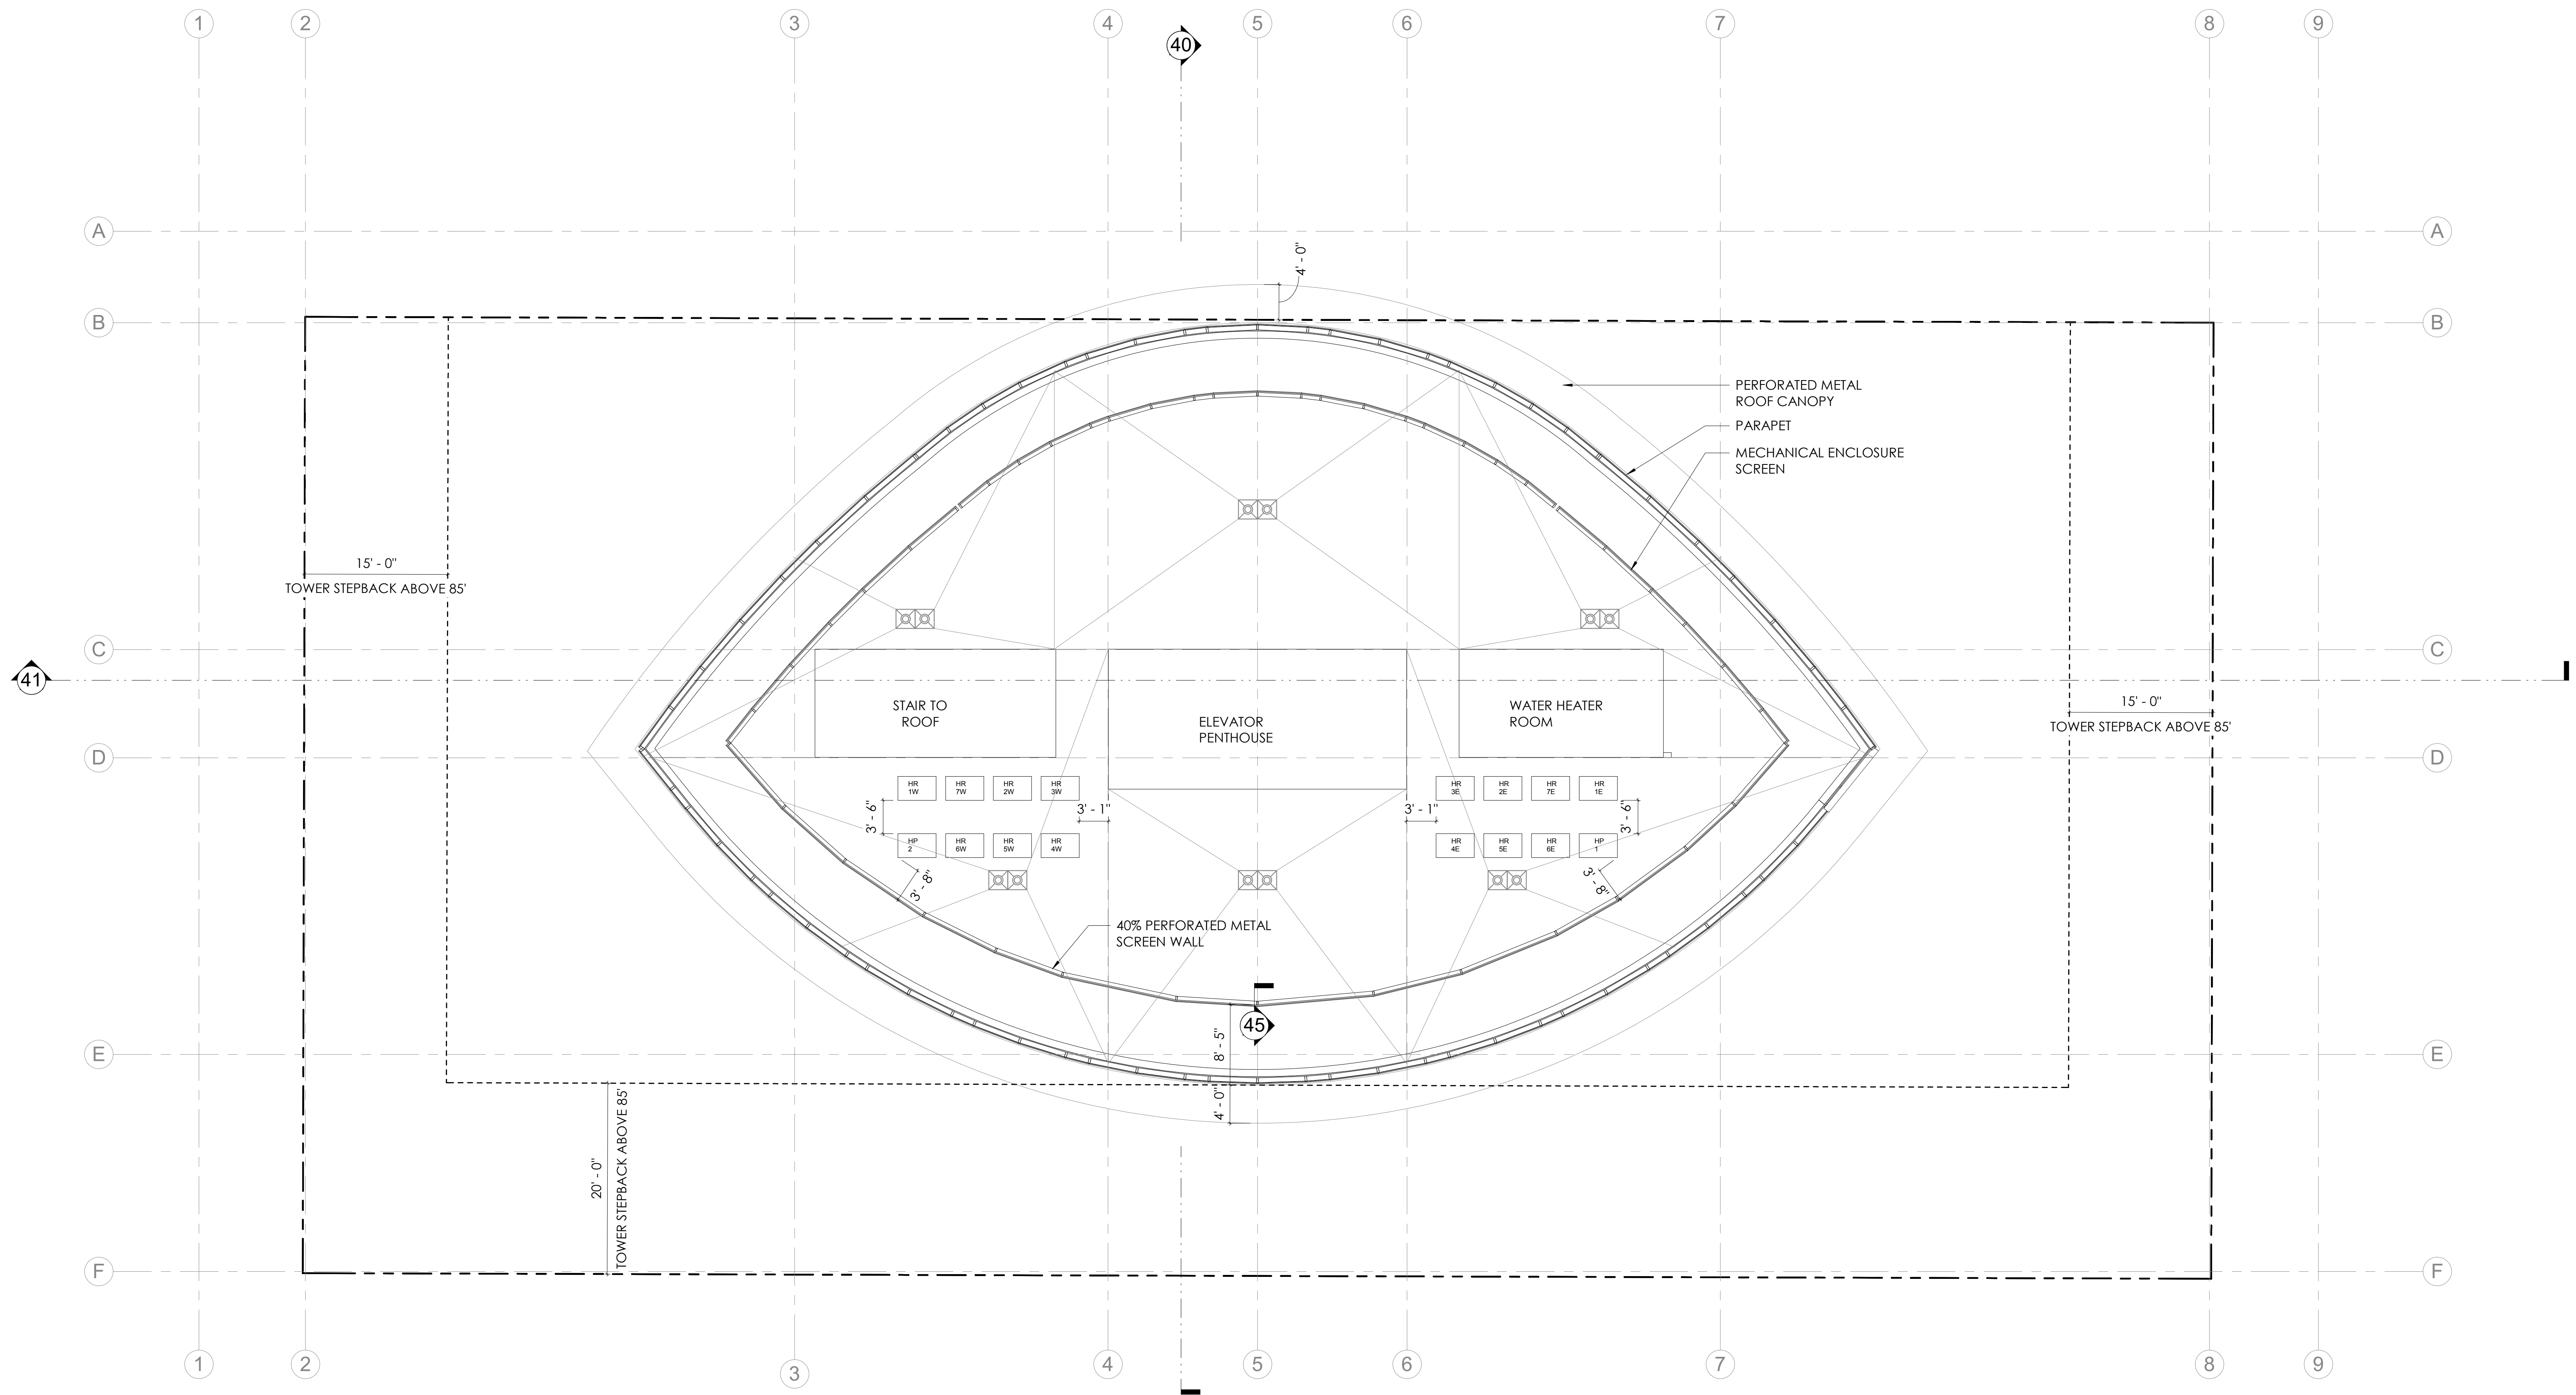 1 2 3 4 5 6 7 8 9
40
A A
4' - 0"
B B
PERFORATED METAL
ROOF CANOPY
PARAPET
MECHANICAL ENCLOSURE
SCREEN
15' - 0"
TOWER STEPBACK ABOVE 85'
C C
41
15' - 0"
TOWER STEPBACK ABOVE 85'
STAIR TO
ROOF
ELEVATOR
PENTHOUSE
WATER HEATER
ROOM
D D
HR
1W
HR
7W
HR
2W
HR
3W
HR
3E
HR
2E
HR
7E
HR
1E
3' - 6"
3' - 1"
3' - 1"
3' - 6"
HP
2
HR
6W
HR
5W
HR
4W
HR
4E
HR
5E
HR
6E
HP
1
3' - 8"
3' - 8"
40% PERFORATED METAL
SCREEN WALL
45
8' - 5"
E E
4' - 0"
20' - 0"
TOWER STEPBACK ABOVE 85'
F F
1 2 3 4 5 6 7 8 9